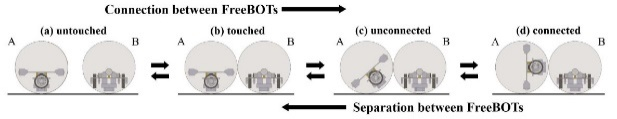 Connection between FreeBOTs
(a) untouched (b) touched (c) unconnected (d) connected
A B A B A B A B
Separation between FreeBOTs